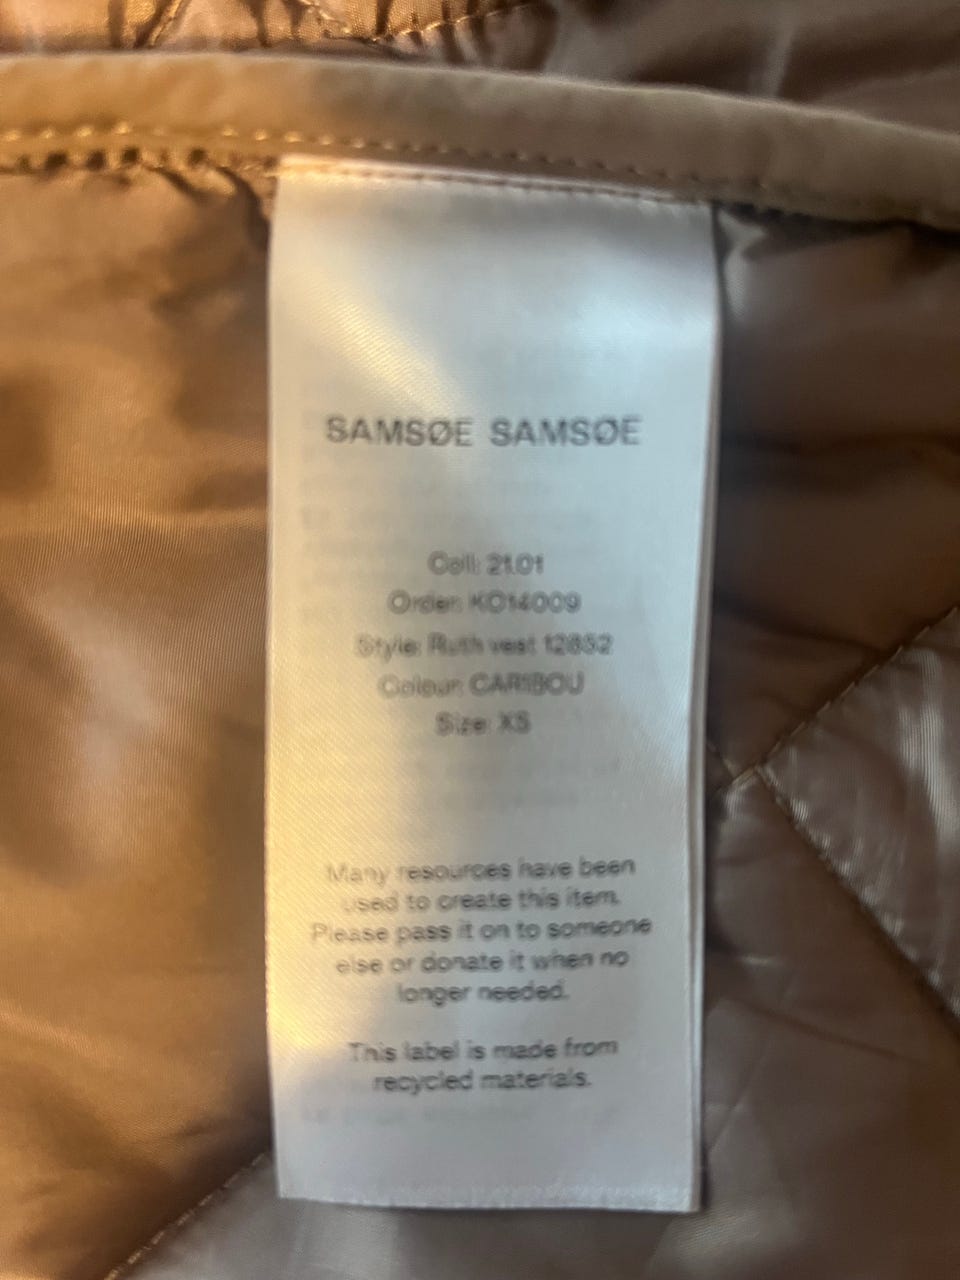 SAMSØE SAMSØE
Coll: 21.01
Order: KO14009
Style: Ruth vest 12852
Colour: CARIBOU
Size: XS
Many resources have been
used to create this item.
Please pass it on to someone
else or donate it when no
longer needed.
This label is made from
recycled materials.